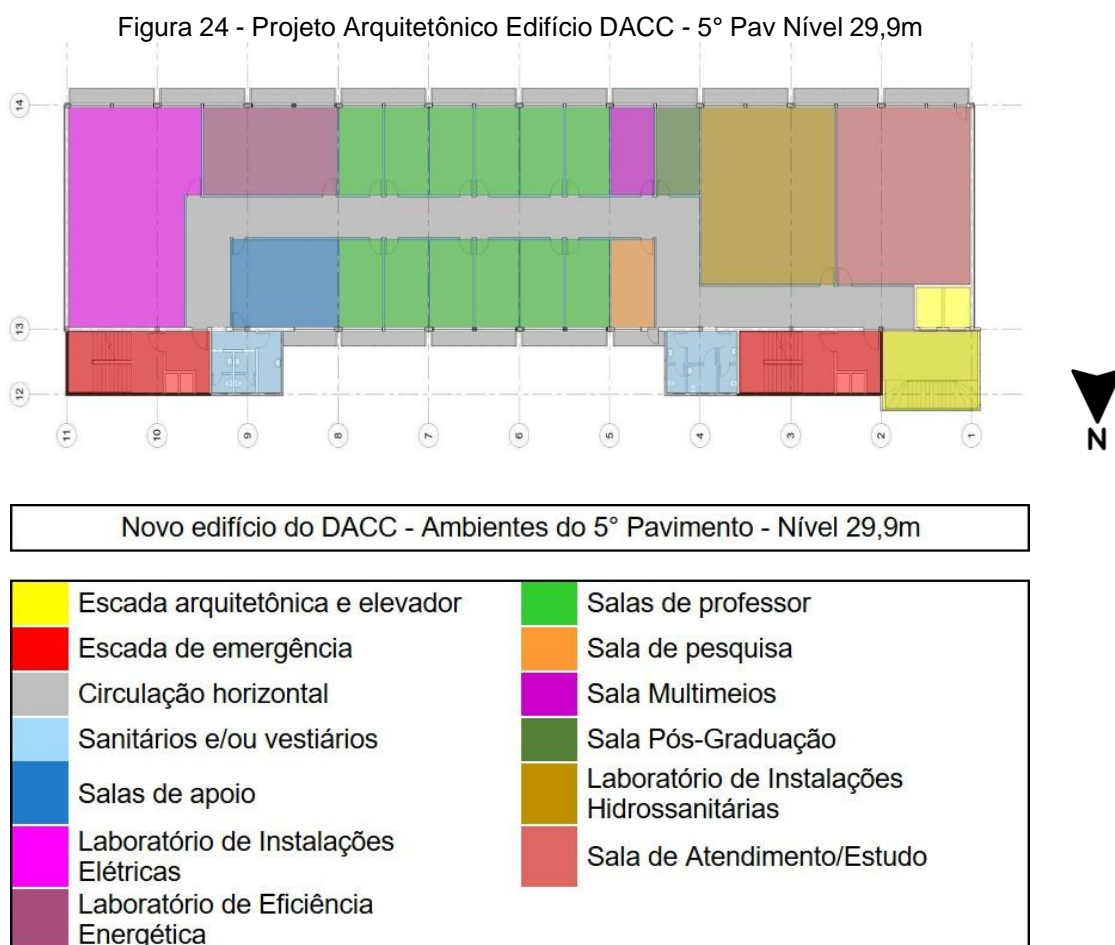 Figura 24 - Projeto Arquitetônico Edifício DACC - 5° Pav Nível 29,9m
14
13
12
11
10
9
8
7
6
5
4
3
2
1
N
Novo edifício do DACC - Ambientes do 5° Pavimento - Nível 29,9m
Escada arquitetônica e elevador
Escada de emergência
Circulação horizontal
Sanitários e/ou vestiários
Salas de apoio
Laboratório de Instalações
Elétricas
Laboratório de Eficiência
Energética
Salas de professor
Sala de pesquisa
Sala Multimeios
Sala Pós-Graduação
Laboratório de Instalações
Hidrossanitárias
Sala de Atendimento/Estudo